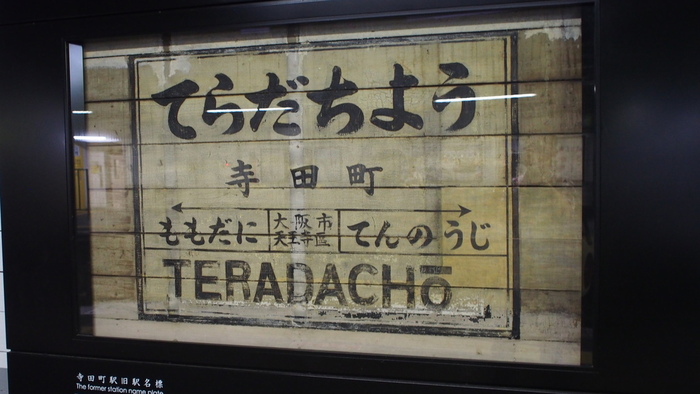 てらだちよう
寺田町
ももだに 大阪市 てんのうじ
天王寺區
TERADACHŌ
寺田町駅旧駅名標
The former station name plate